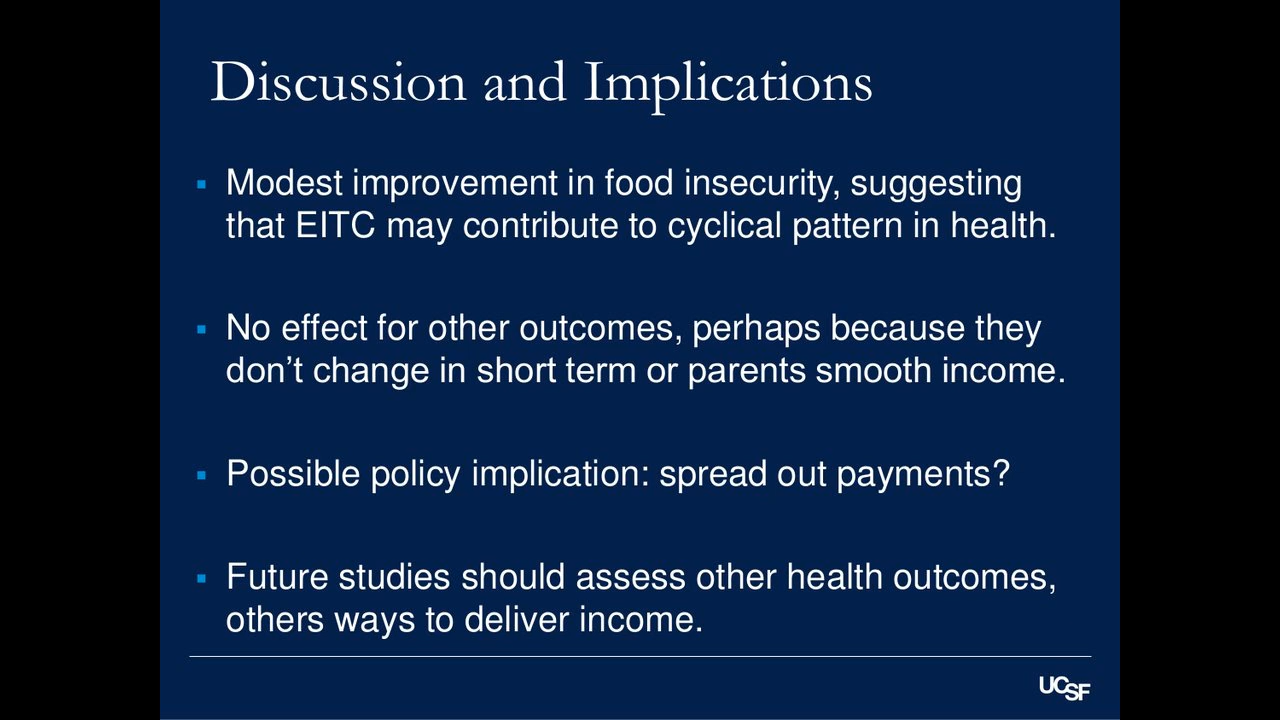 Discussion and Implications
▪ Modest improvement in food insecurity, suggesting
that EITC may contribute to cyclical pattern in health.
▪ No effect for other outcomes, perhaps because they
don’t change in short term or parents smooth income.
▪ Possible policy implication: spread out payments?
▪ Future studies should assess other health outcomes,
others ways to deliver income.
UCSF